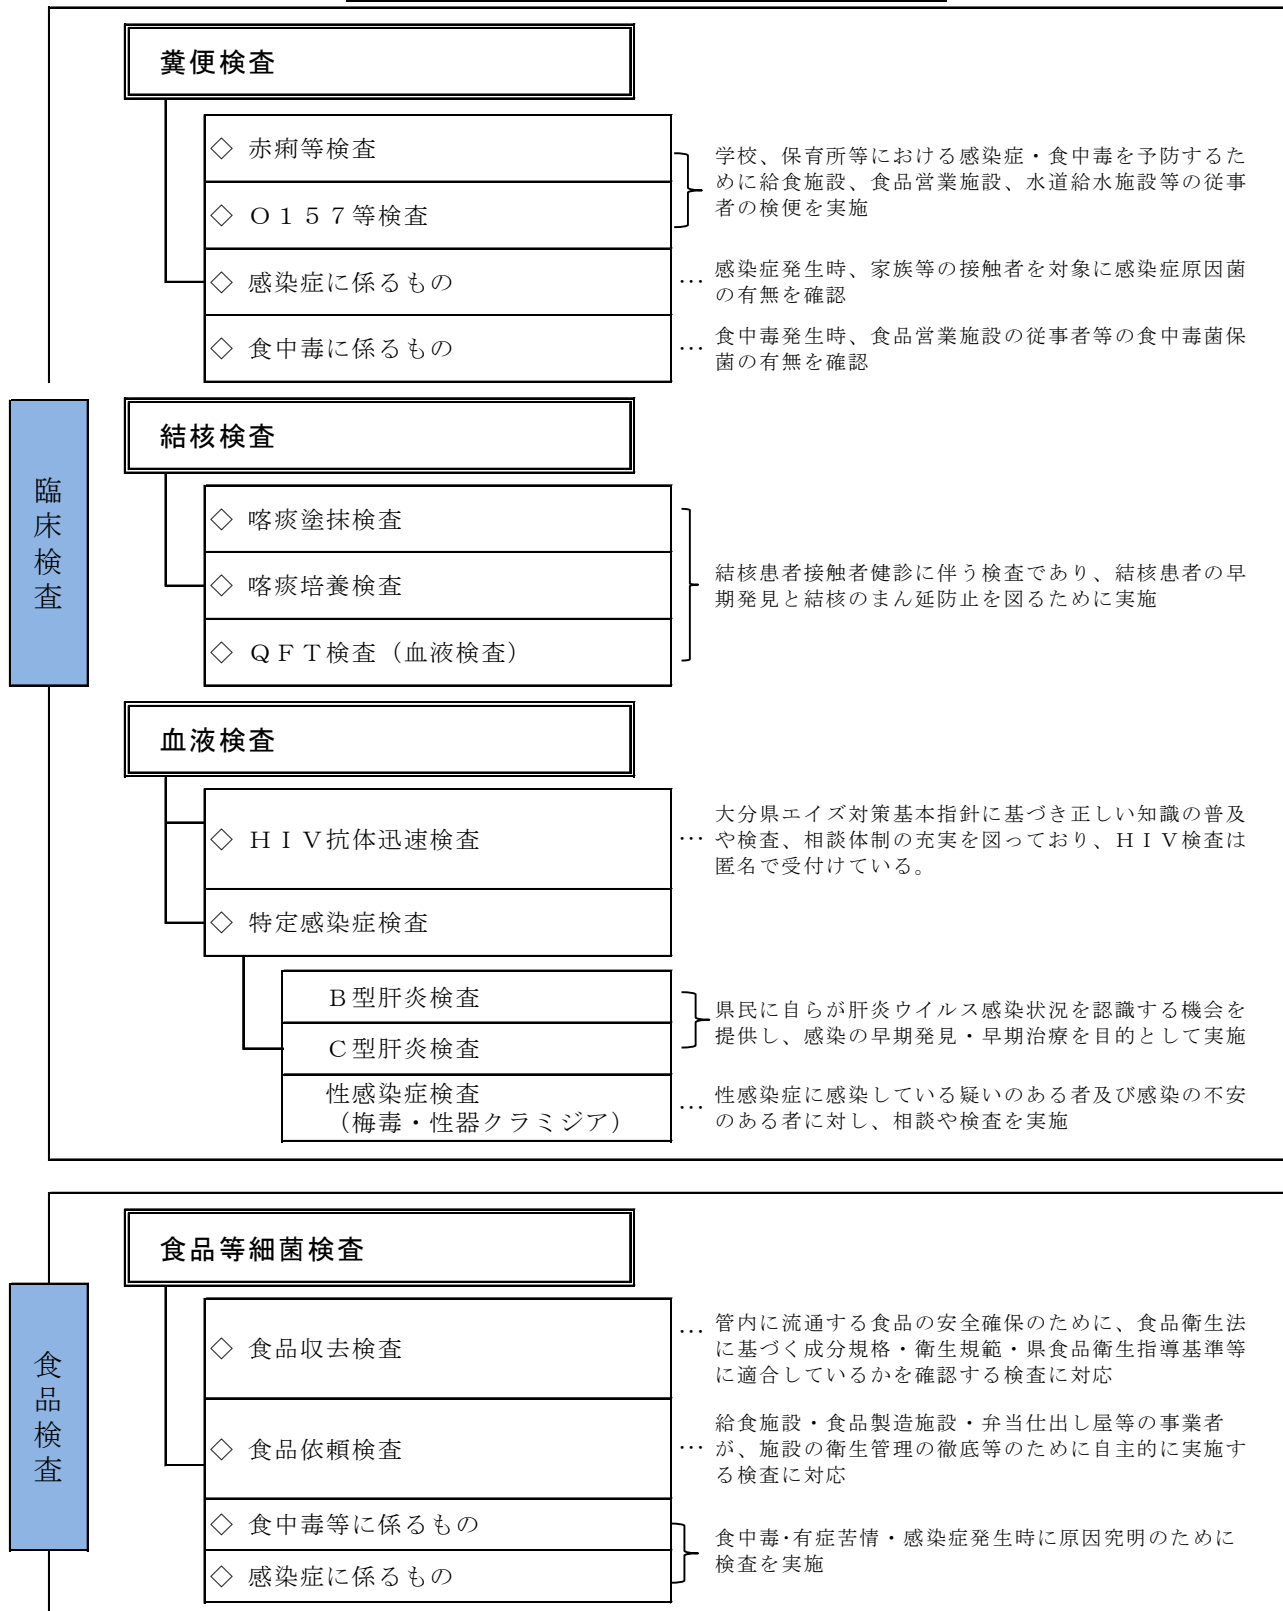 臨床検査
糞便検査
◇ 赤痢等検査
◇ Ｏ１５７等検査
学校、保育所等における感染症・食中毒を予防するた
めに給食施設、食品営業施設、水道給水施設等の従事
者の検便を実施
◇ 感染症に係るもの
… 感染症発生時、家族等の接触者を対象に感染症原因菌
の有無を確認
◇ 食中毒に係るもの
… 食中毒発生時、食品営業施設の従事者等の食中毒菌保
菌の有無を確認
結核検査
◇ 喀痰塗抹検査
◇ 喀痰培養検査
◇ ＱＦＴ検査（血液検査）
結核患者接触者健診に伴う検査であり、結核患者の早
期発見と結核のまん延防止を図るために実施
血液検査
◇ ＨＩＶ抗体迅速検査
大分県エイズ対策基本指針に基づき正しい知識の普及
… や検査、相談体制の充実を図っており、ＨＩＶ検査は
匿名で受付けている。
◇ 特定感染症検査
Ｂ型肝炎検査
Ｃ型肝炎検査
県民に自らが肝炎ウイルス感染状況を認識する機会を
提供し、感染の早期発見・早期治療を目的として実施
性感染症検査
（梅毒・性器クラミジア）
… 性感染症に感染している疑いのある者及び感染の不安
のある者に対し、相談や検査を実施
食品検査
食品等細菌検査
◇ 食品収去検査
… 管内に流通する食品の安全確保のために、食品衛生法
に基づく成分規格・衛生規範・県食品衛生指導基準等
に適合しているかを確認する検査に対応
◇ 食品依頼検査
給食施設・食品製造施設・弁当仕出し屋等の事業者
… が、施設の衛生管理の徹底等のために自主的に実施す
る検査に対応
◇ 食中毒等に係るもの
◇ 感染症に係るもの
食中毒･有症苦情・感染症発生時に原因究明のために
検査を実施